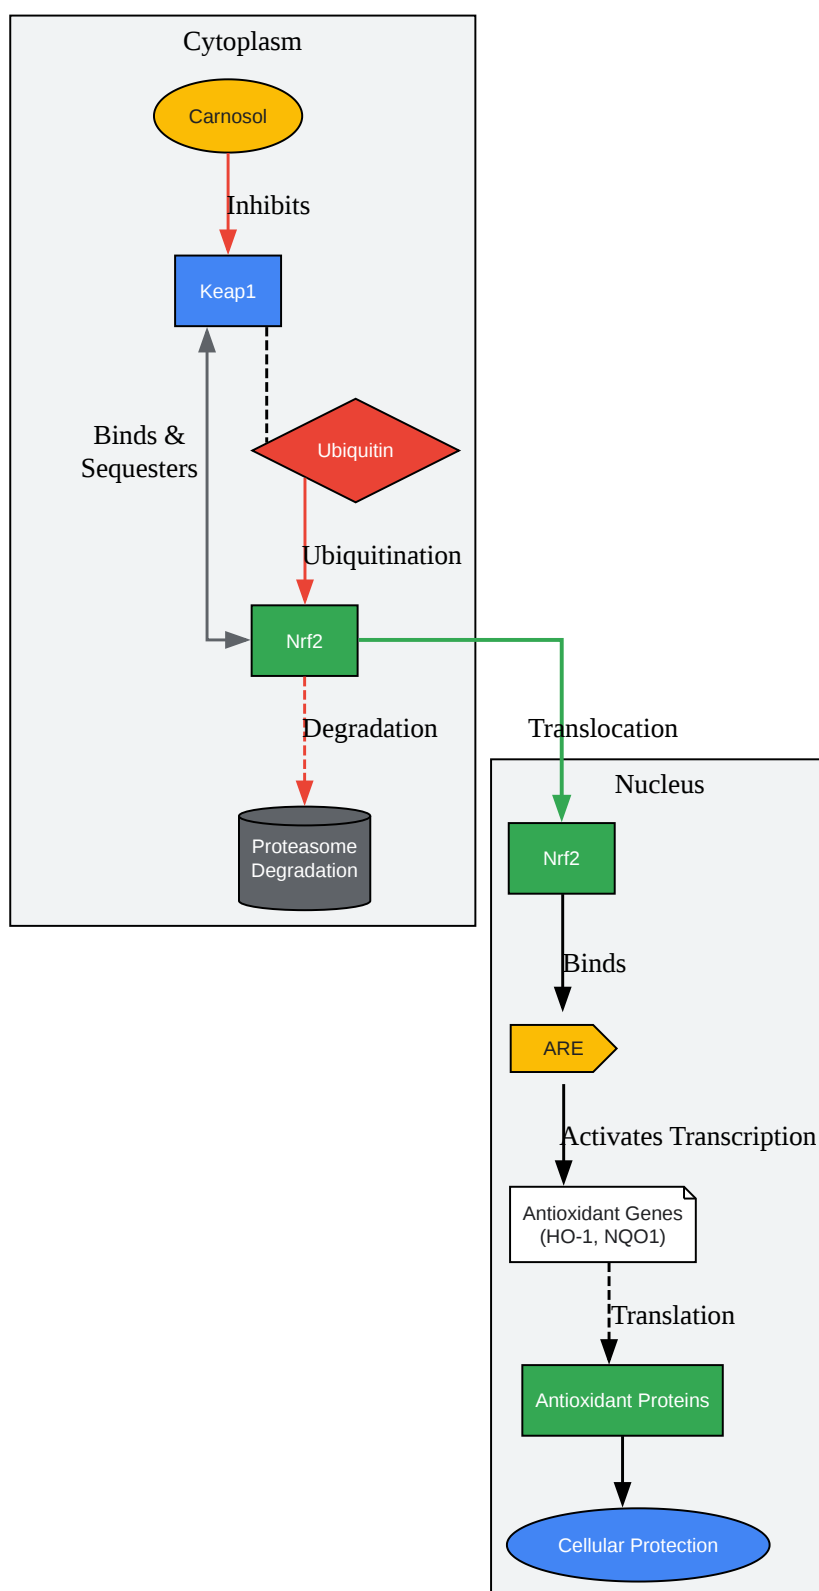 Cytoplasm
Carnosol
Inhibits
Keap1
Binds &
Sequesters
Ubiquitin
Ubiquitination
Nrf2
Degradation
Translocation
Proteasome
Degradation
Nucleus
Nrf2
Binds
ARE
Activates Transcription
Antioxidant Genes
(HO-1, NQO1)
Translation
Antioxidant Proteins
Cellular Protection